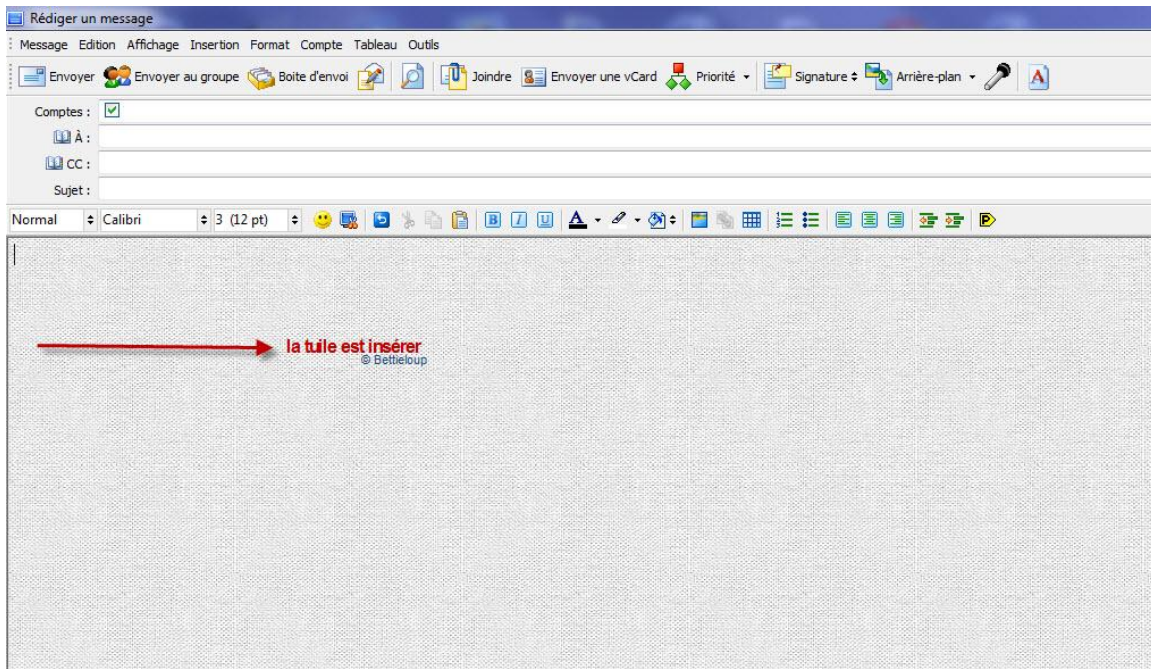 Rédiger un message
Message Edition Affichage Insertion Format Compte Tableau Outils
Envoyer Envoyer au groupe Boite d'envoi Joindre Envoyer une vCard Priorité Signature Arrière-plan A
Comptes :
À :
CC :
Sujet :
Normal Calibri 3 (12 pt) B I U A P
la tuile est insérer
© Bettieloup